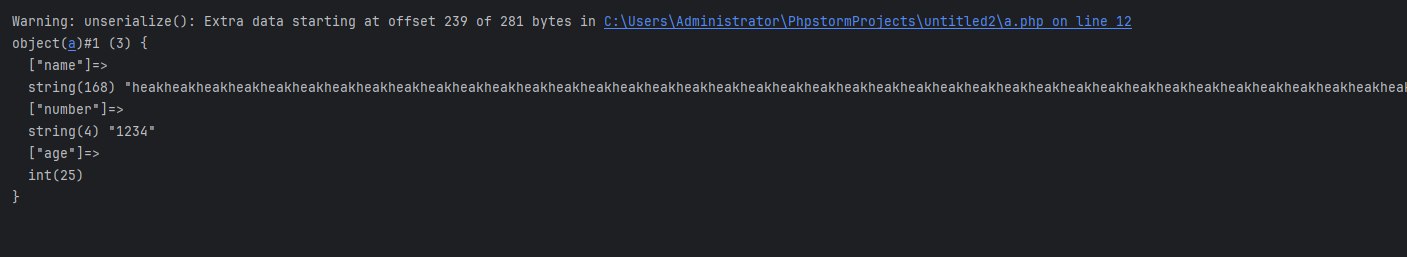 Warning: unserialize(): Extra data starting at offset 239 of 281 bytes in C:\Users\Administrator\PhpstormProjects\untitled2\a.php on line 12
object(a)#1 (3) {
["name"]=>
string(168) "heakheakheakheakheakheakheakheakheakheakheakheakheakheakheakheakheakheakheakheakheakheakheakheakheakheakheakheakheakheakheakheakheakheakheakheakheakheakheakheak
["number"]=>
string(4) "1234"
["age"]=>
int(25)
}